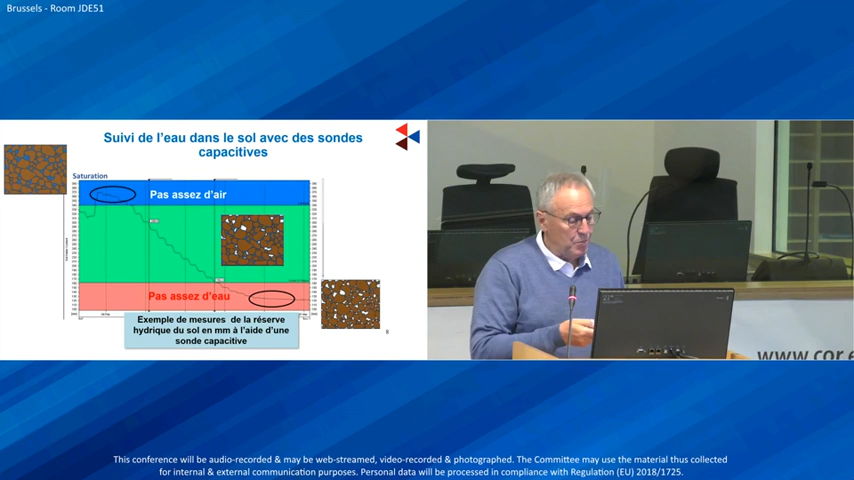 Brussels - Room JDE51
Suivi de l'eau dans le sol avec des sondes
capacitives
Saturation
Pas assez d'air
Pas assez d'eau
Exemple de mesures de la réserve
hydrique du sol en mm à l'aide d'une
sonde capacitive
8
www.cor.e
This conference will be audio-recorded & may be web-streamed, video-recorded & photographed. The Committee may use the material thus collected
for internal & external communication purposes. Personal data will be processed in compliance with Regulation (EU) 2018/1725.